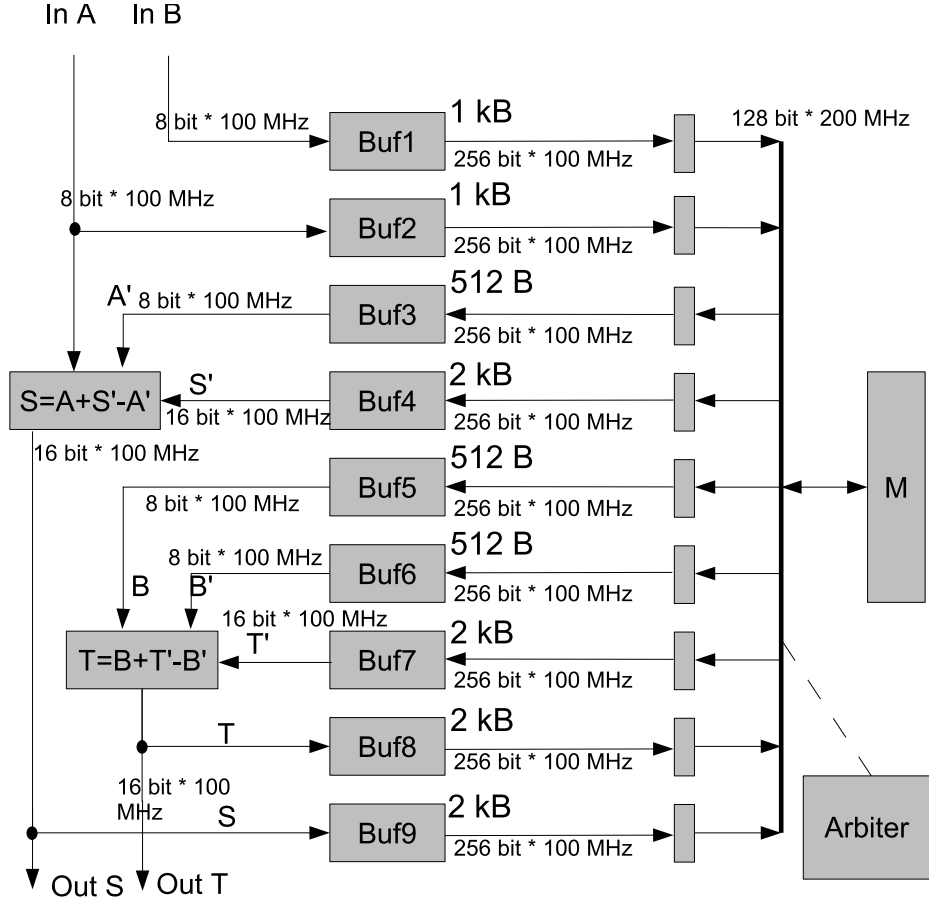 In A
In B
8 bit * 100 MHz
Buf1
1 kB
256 bit * 100 MHz
128 bit * 200 MHz
8 bit * 100 MHz
Buf2
1 kB
256 bit * 100 MHz
A'
8 bit * 100 MHz
Buf3
512 B
256 bit * 100 MHz
S=A+S'-A'
S'
16 bit * 100 MHz
Buf4
2 kB
256 bit * 100 MHz
16 bit * 100 MHz
8 bit * 100 MHz
Buf5
512 B
256 bit * 100 MHz
M
B
B'
8 bit * 100 MHz
Buf6
512 B
256 bit * 100 MHz
T=B+T'-B'
16 bit * 100 MHz
T'
Buf7
2 kB
256 bit * 100 MHz
T
Buf8
2 kB
256 bit * 100 MHz
16 bit * 100
MHz
S
Buf9
2 kB
256 bit * 100 MHz
Arbiter
Out S
Out T